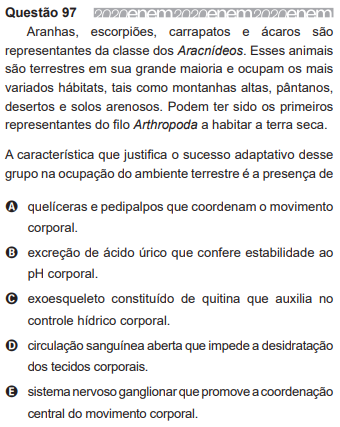 Questão 97 2020enem2020enem2020enem
Aranhas, escorpiões, carrapatos e ácaros são
representantes da classe dos Aracnídeos. Esses animais
são terrestres em sua grande maioria e ocupam os mais
variados hábitats, tais como montanhas altas, pântanos,
desertos e solos arenosos. Podem ter sido os primeiros
representantes do filo Arthropoda a habitar a terra seca.
A característica que justifica o sucesso adaptativo desse
grupo na ocupação do ambiente terrestre é a presença de
A quelíceras e pedipalpos que coordenam o movimento
corporal.
B excreção de ácido úrico que confere estabilidade ao
pH corporal.
C exoesqueleto constituído de quitina que auxilia no
controle hídrico corporal.
D circulação sanguínea aberta que impede a desidratação
dos tecidos corporais.
E sistema nervoso ganglionar que promove a coordenação
central do movimento corporal.